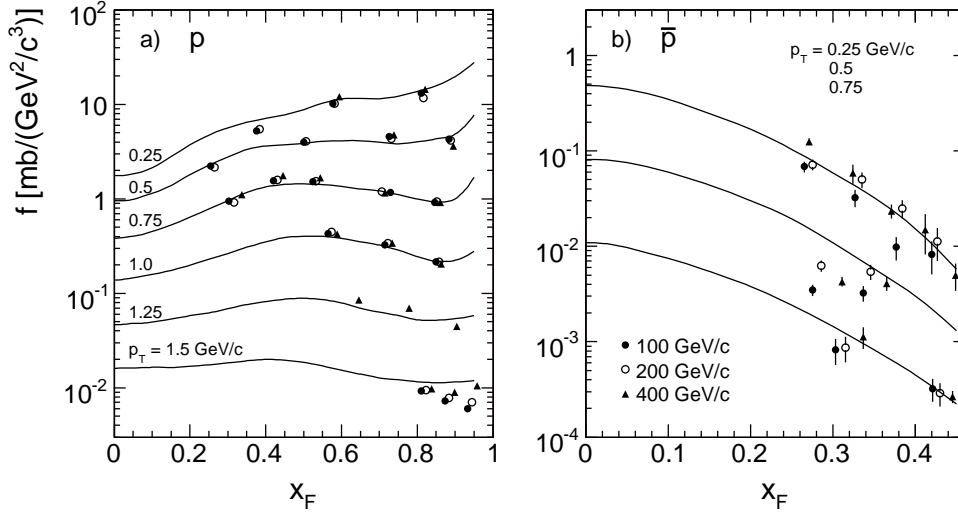 f [mb/(GeV²/c³)]
a) p
10²
10
1
10⁻¹
10⁻²
0.25
0.5
0.75
1.0
1.25
p_T = 1.5 GeV/c
0 0.2 0.4 0.6 0.8 1
x_F
b) p̅
p_T = 0.25 GeV/c
0.5
0.75
1
10⁻¹
10⁻²
10⁻³
10⁻⁴
100 GeV/c
200 GeV/c
400 GeV/c
0 0.1 0.2 0.3 0.4
x_F